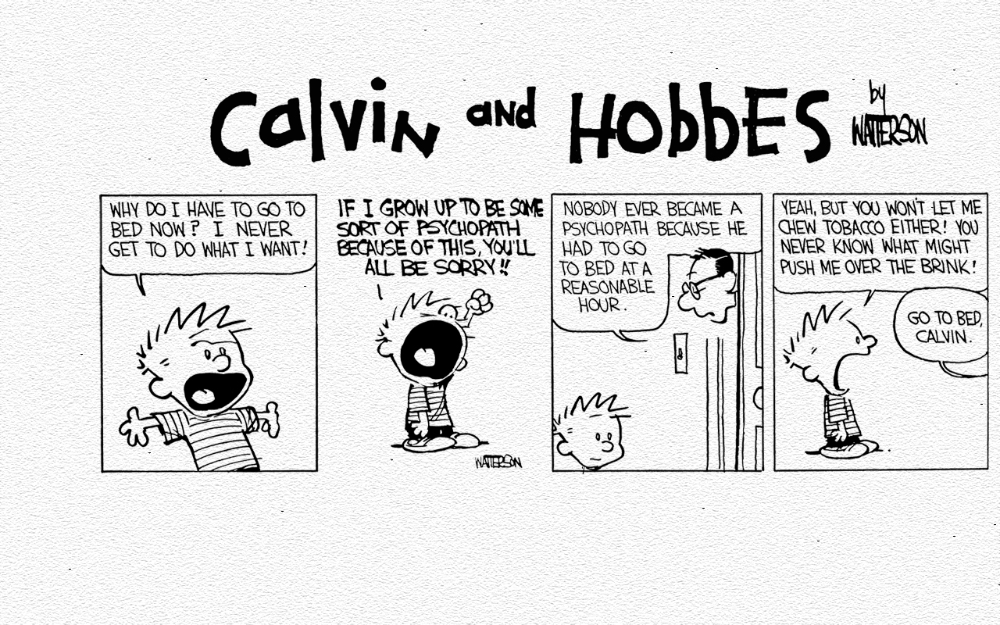 Calvin and HobbES
by
WATTERSON
WHY DO I HAVE TO GO TO
BED NOW? I NEVER
GET TO DO WHAT I WANT!
IF I GROW UP TO BE SOME
SORT OF PSYCHOPATH
BECAUSE OF THIS, YOU'LL
ALL BE SORRY!!
WATTERSON
NOBODY EVER BECAME A
PSYCHOPATH BECAUSE HE
HAD TO GO
TO BED AT A
REASONABLE
HOUR.
YEAH, BUT YOU WON'T LET ME
CHEW TOBACCO EITHER! YOU
NEVER KNOW WHAT MIGHT
PUSH ME OVER THE BRINK!
GO TO BED,
CALVIN.